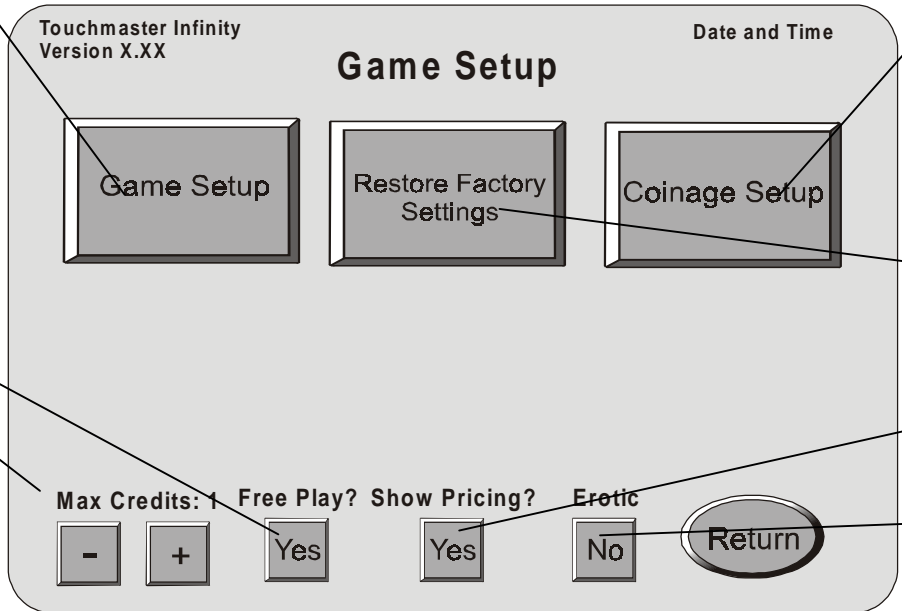 Touchmaster Infinity
Version X.XX
Date and Time
Game Setup
Game Setup
Restore Factory
Settings
Coinage Setup
Max Credits: 1
Free Play?
Show Pricing?
Erotic
-
+
Yes
Yes
No
Return